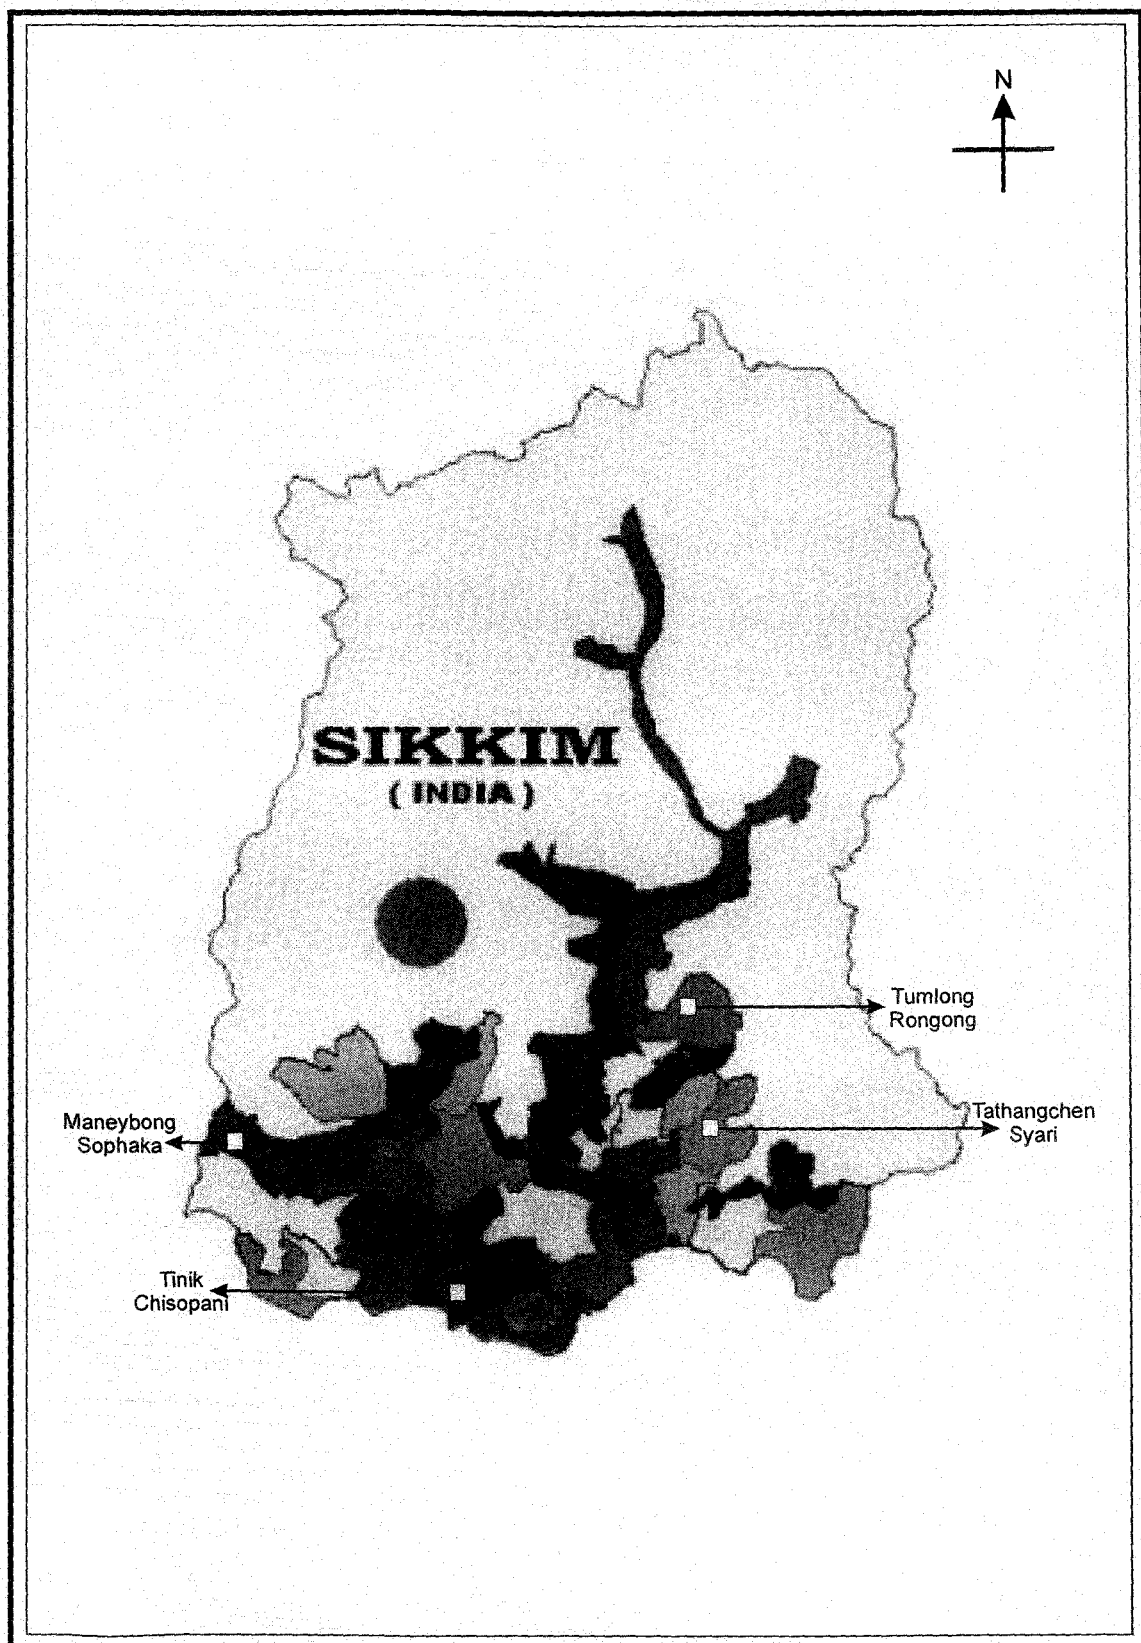 N
SIKKIM
( INDIA )
Tumlong
Rongong
Maneybong
Sophaka
Tathangchen
Syari
Tinik
Chisopani